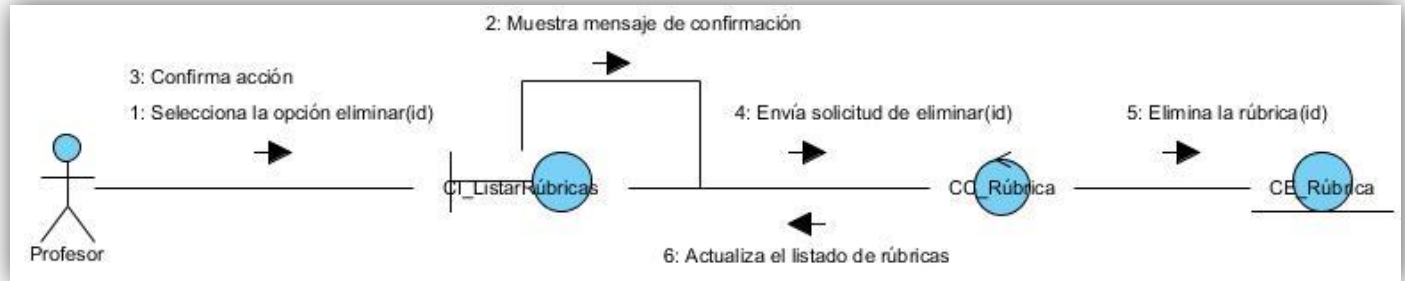 2: Muestra mensaje de confirmación
3: Confirma acción
1: Selecciona la opción eliminar(id)
4: Envía solicitud de eliminar(id)
5: Elimina la rúbrica(id)
CI_ListarRúbricas
CC_Rúbrica
CE_Rúbrica
Profesor
6: Actualiza el listado de rúbricas